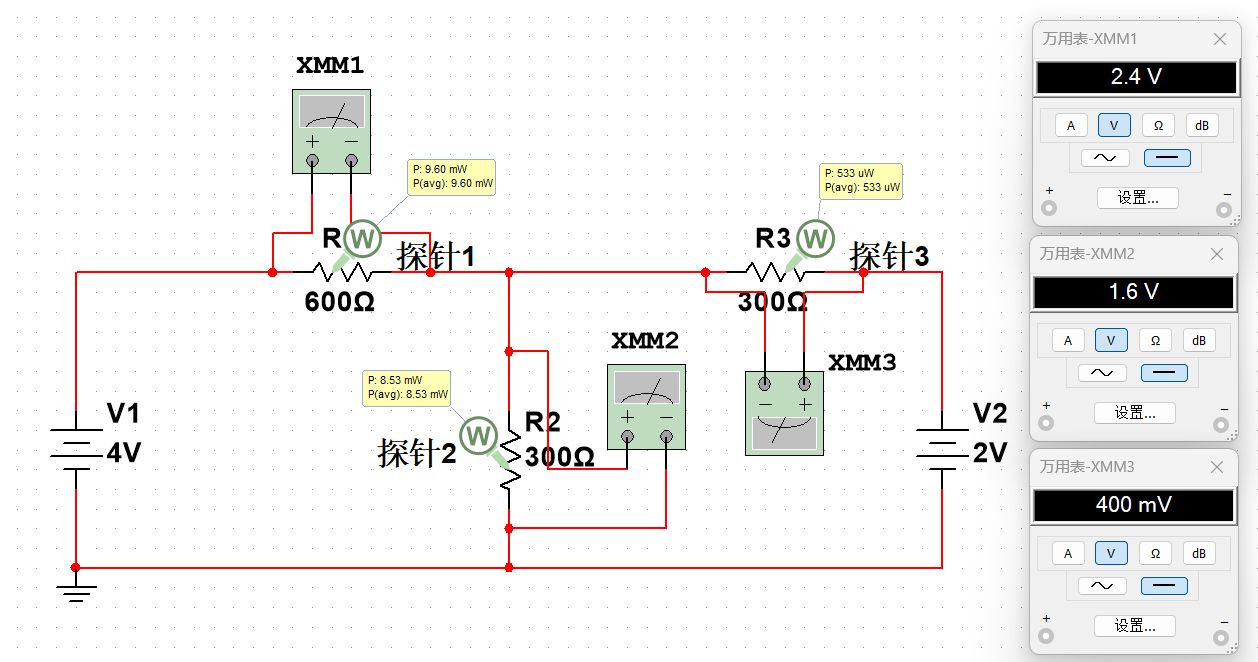 XMM1
P: 9.60 mW
P(avg): 9.60 mW
R
W
探针1
600Ω
P: 533 uW
P(avg): 533 uW
R3
W
探针3
300Ω
XMM2
XMM3
P: 8.53 mW
P(avg): 8.53 mW
W
探针2
R2
300Ω
V1
4V
V2
2V
万用表-XMM1
2.4 V
A V Ω dB
+ −
设置...
万用表-XMM2
1.6 V
A V Ω dB
+ −
设置...
万用表-XMM3
400 mV
A V Ω dB
+ −
设置...